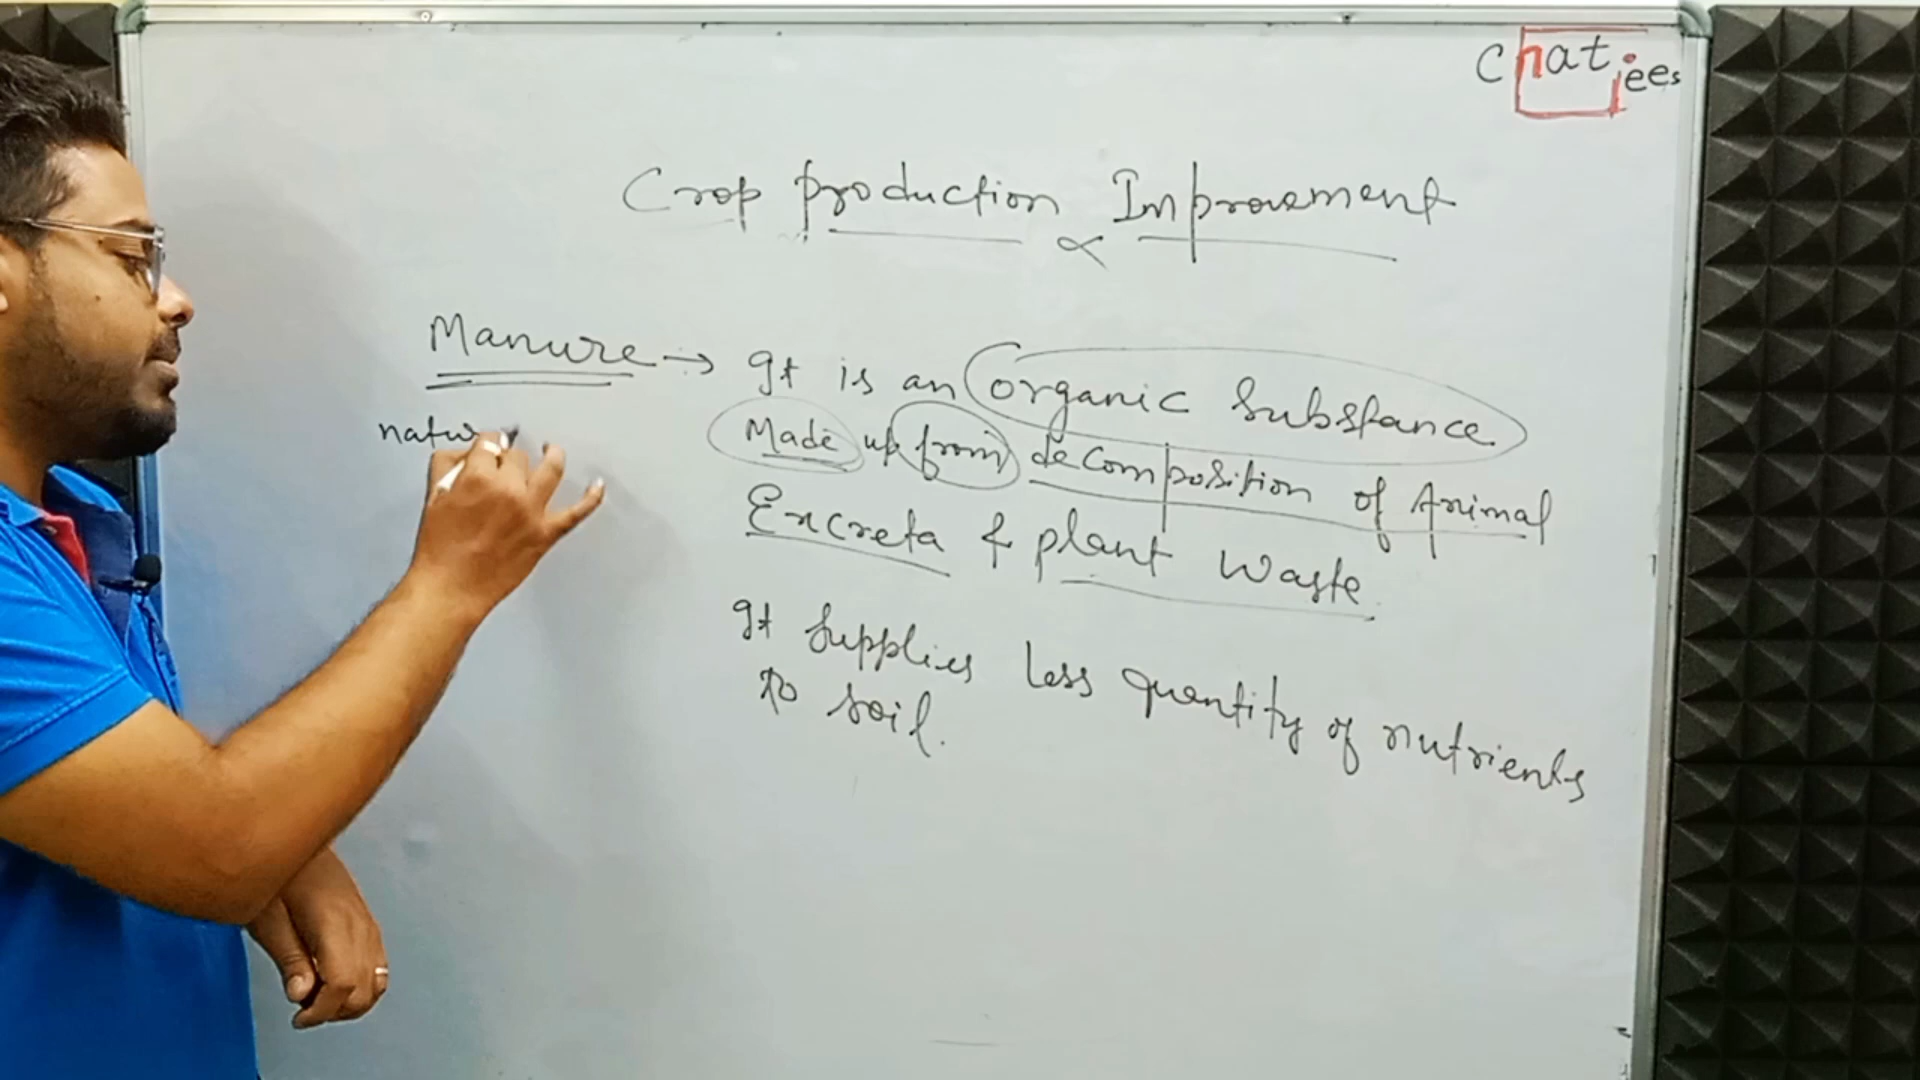 Chatjees
Crop production Improvement
Manure → It is an organic Substance
natu
Made up from decomposition of Animal
Excreta & plant Waste.
It Supplies less quantity of nutrients
to soil.